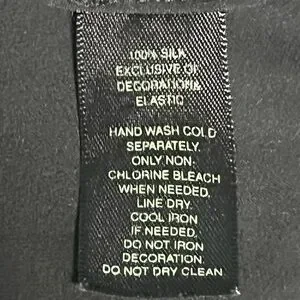 100% SILK
EXCLUSIVE OF
DECORATION&
ELASTIC
HAND WASH COLD
SEPARATELY.
ONLY NON-
CHLORINE BLEACH
WHEN NEEDED,
LINE DRY.
COOL IRON
IF NEEDED.
DO NOT IRON
DECORATION.
DO NOT DRY CLEAN